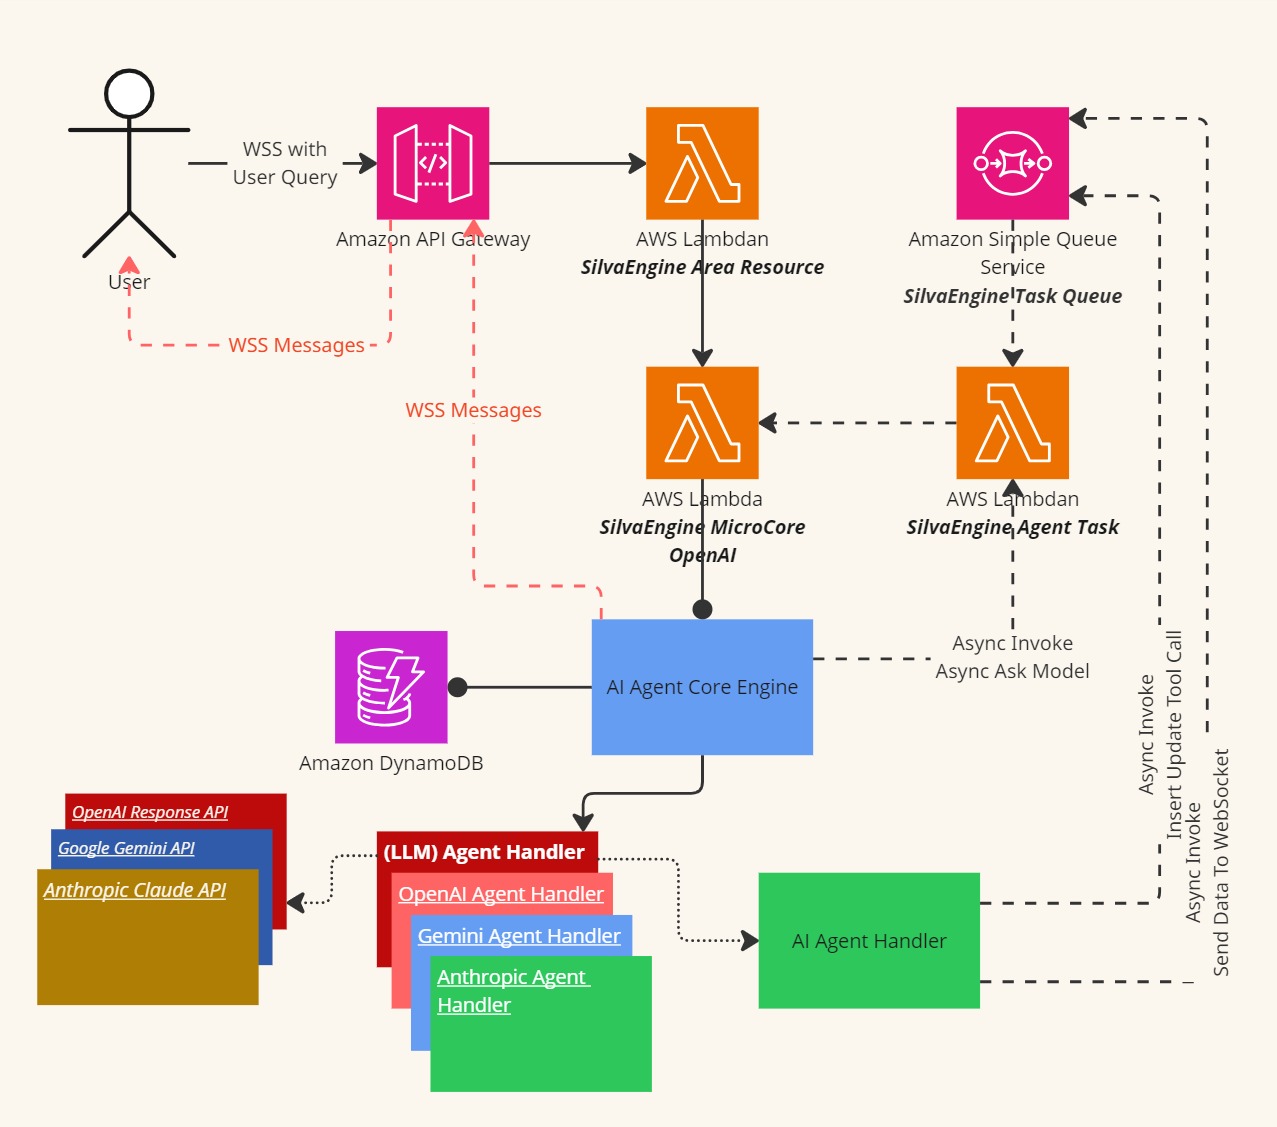 WSS with
User Query
Amazon API Gateway
AWS Lambdan
SilvaEngine Area Resource
Amazon Simple Queue
Service
SilvaEngine Task Queue
User
WSS Messages
WSS Messages
AWS Lambda
SilvaEngine MicroCore
OpenAI
AWS Lambdan
SilvaEngine Agent Task
Async Invoke
Async Ask Model
AI Agent Core Engine
Amazon DynamoDB
Async Invoke
Insert Update Tool Call
Async Invoke
Send Data To WebSocket
OpenAI Response API
Google Gemini API
Anthropic Claude API
(LLM) Agent Handler
OpenAI Agent Handler
Gemini Agent Handler
Anthropic Agent
Handler
AI Agent Handler